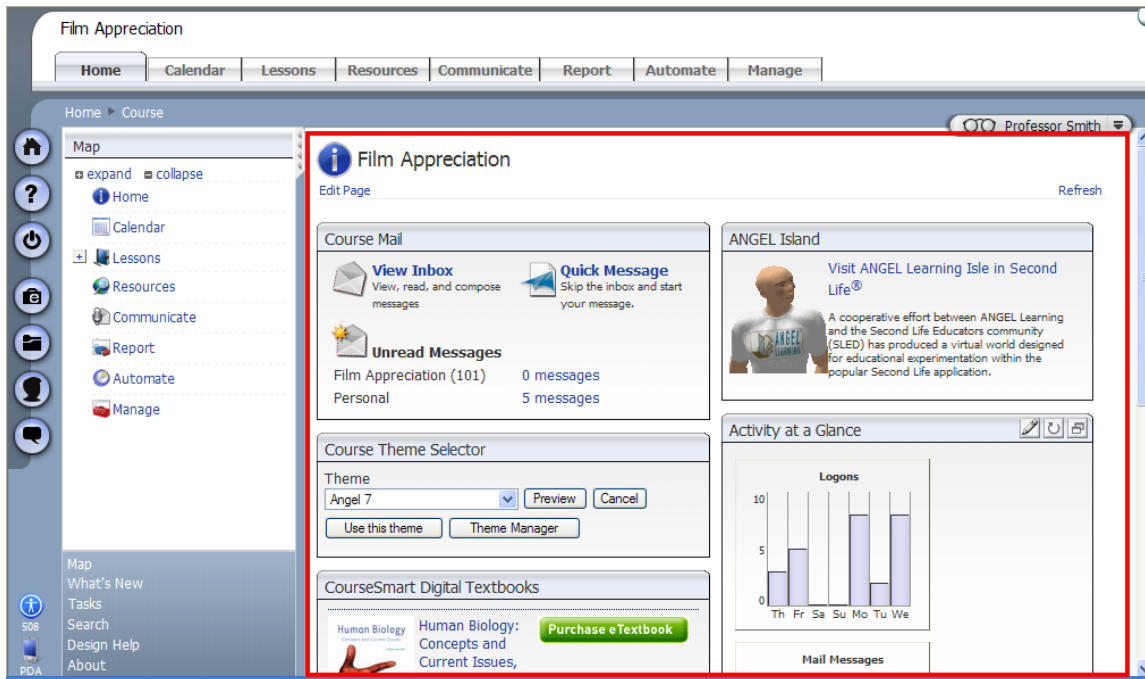 Film Appreciation
Home Calendar Lessons Resources Communicate Report Automate Manage
Home Course
Professor Smith
Map
expand collapse
Home
Calendar
Lessons
Resources
Communicate
Report
Automate
Manage
Map
What's New
Tasks
Search
Design Help
About
508
PDA
Film Appreciation
Edit Page Refresh
Course Mail
View Inbox
View, read, and compose
messages
Quick Message
Skip the inbox and start
your message.
Unread Messages
Film Appreciation (101) 0 messages
Personal 5 messages
Course Theme Selector
Theme
Angel 7 Preview Cancel
Use this theme Theme Manager
CourseSmart Digital Textbooks
Human Biology
Human Biology:
Concepts and
Current Issues,
Purchase eTextbook
ANGEL Island
ANGEL
LEARNING
Visit ANGEL Learning Isle in Second
Life®
A cooperative effort between ANGEL Learning
and the Second Life Educators community
(SLED) has produced a virtual world designed
for educational experimentation within the
popular Second Life application.
Activity at a Glance
Logons
10
5
0
Th Fr Sa Su Mo Tu We
Mail Messages